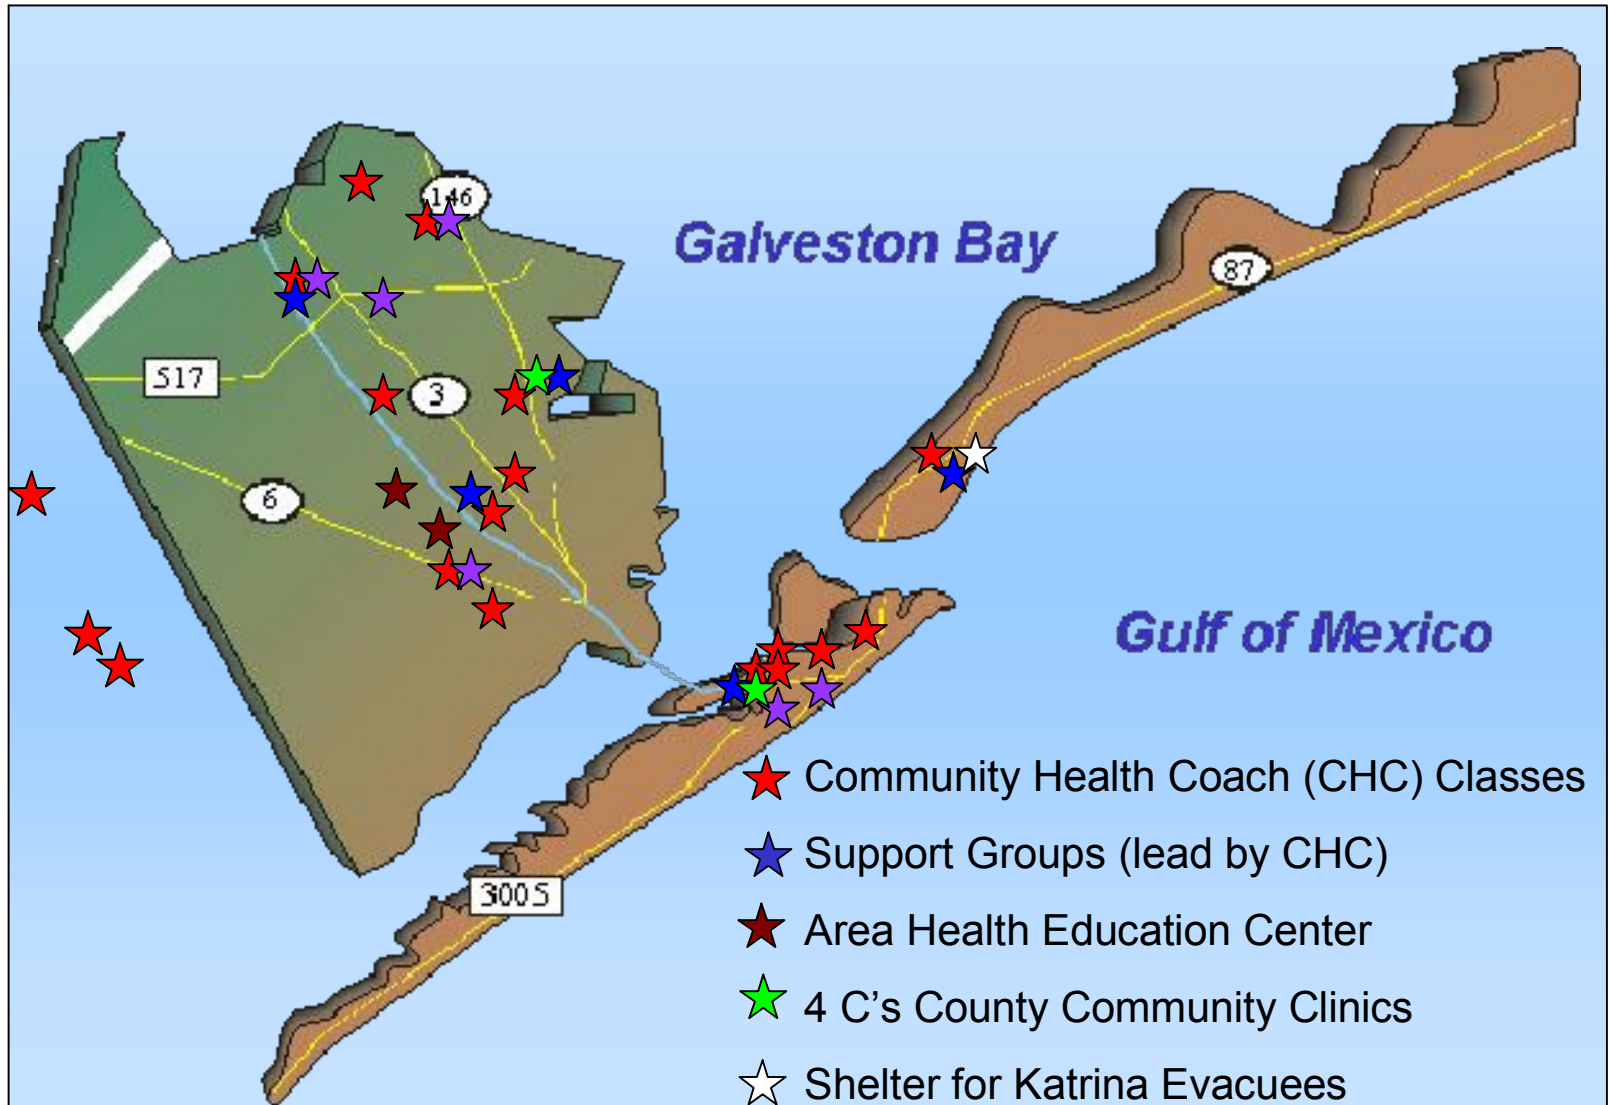 146
Galveston Bay
87
517
3
6
Gulf of Mexico
Community Health Coach (CHC) Classes
Support Groups (lead by CHC)
3005
Area Health Education Center
4 C’s County Community Clinics
Shelter for Katrina Evacuees